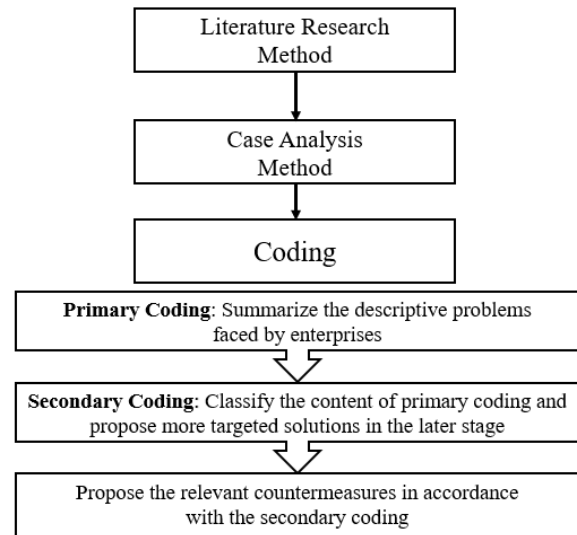 Literature Research
Method
Case Analysis
Method
Coding
Primary Coding: Summarize the descriptive problems
faced by enterprises
Secondary Coding: Classify the content of primary coding and
propose more targeted solutions in the later stage
Propose the relevant countermeasures in accordance
with the secondary coding